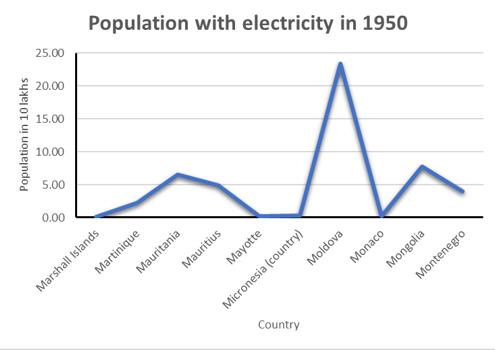 Population with electricity in 1950
Population in 10 lakhs
25.00
20.00
15.00
10.00
5.00
0.00
Marshall Islands
Martinique
Mauritania
Mauritius
Mayotte
Micronesia (country)
Moldova
Monaco
Mongolia
Montenegro
Country